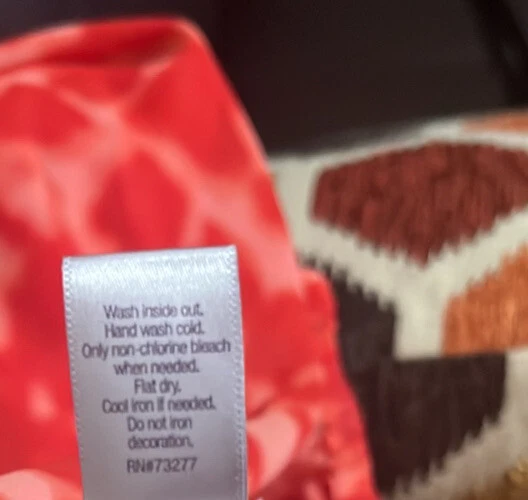 Wash inside out.
Hand wash cold.
Only non-chlorine bleach
when needed.
Flat dry.
Cool iron if needed.
Do not iron
decoration.
RN#73277